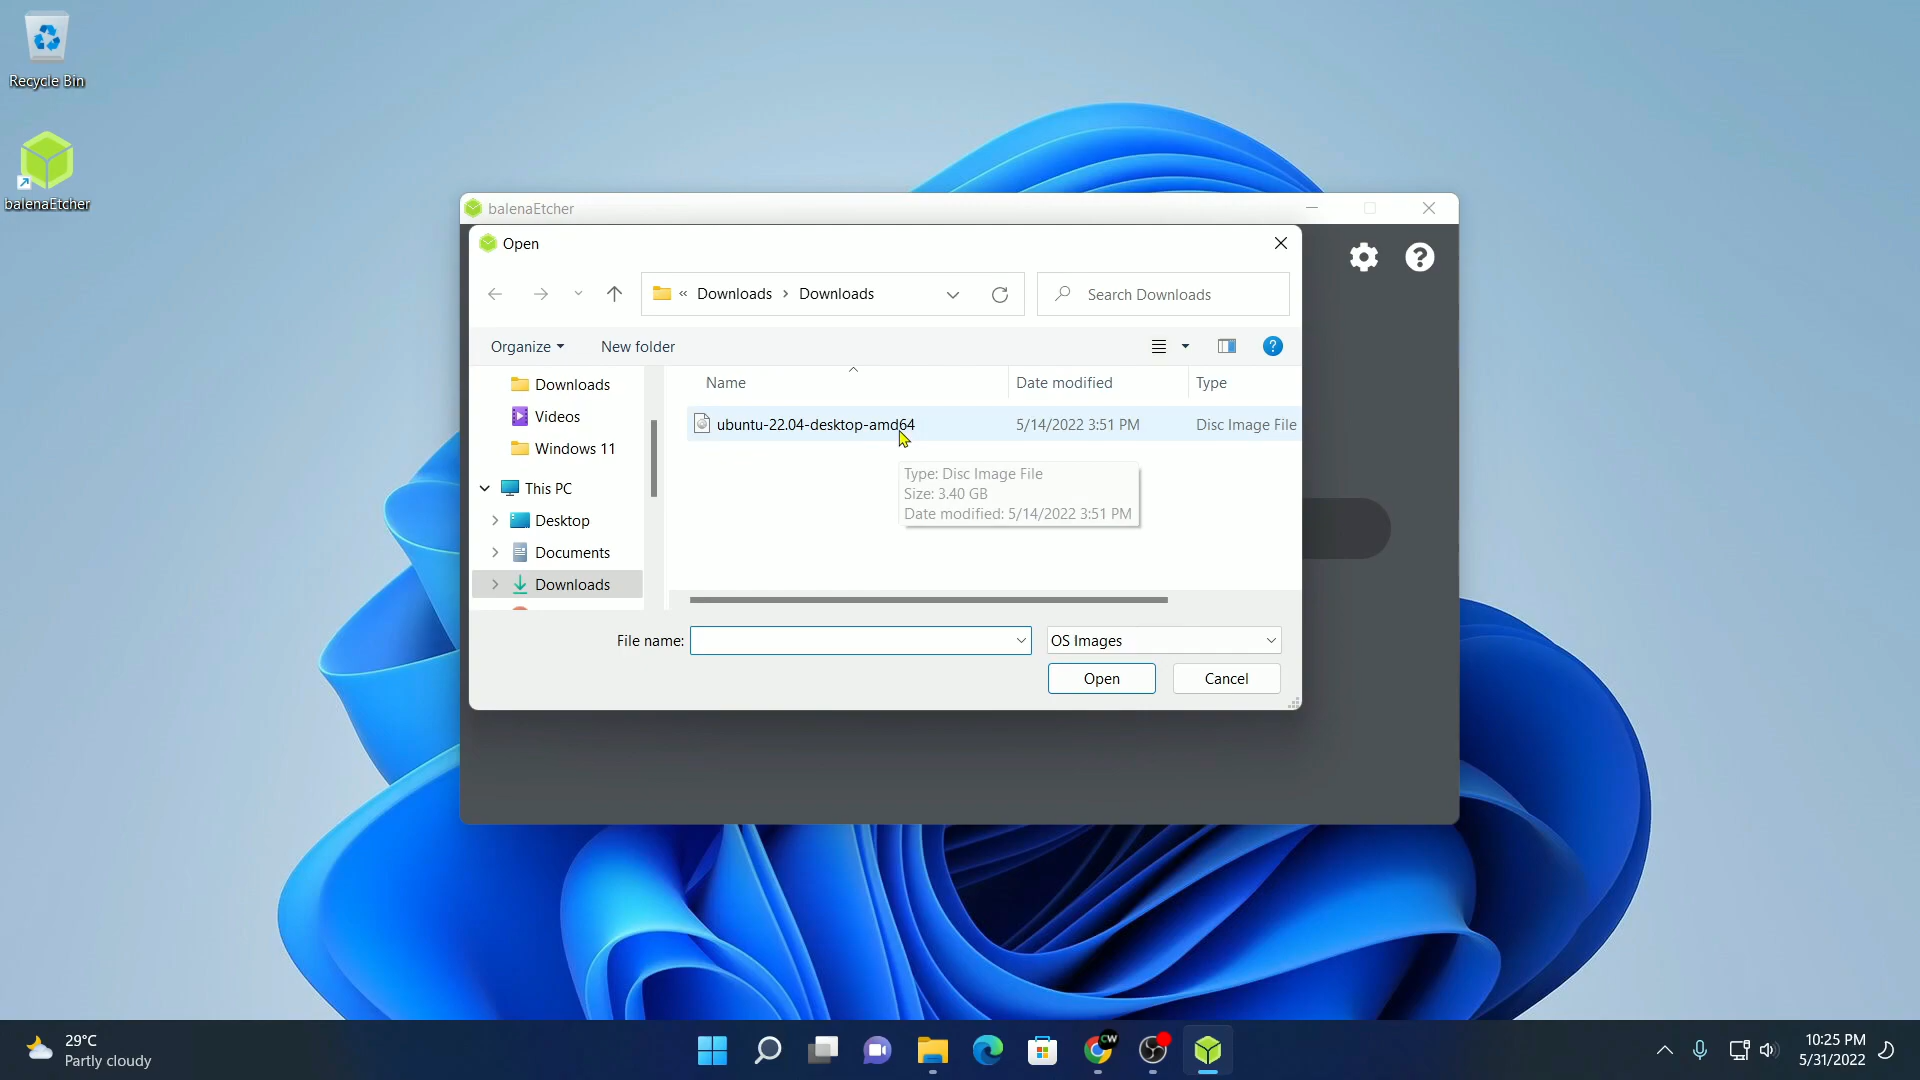 Recycle Bin
balenaEtcher
balenaEtcher
Open
« Downloads › Downloads
Search Downloads
Organize
New folder
Name
Date modified
Type
Downloads
Videos
Windows 11
This PC
Desktop
Documents
Downloads
ubuntu-22.04-desktop-amd64
5/14/2022 3:51 PM
Disc Image File
Type: Disc Image File
Size: 3.40 GB
Date modified: 5/14/2022 3:51 PM
File name:
OS Images
Open
Cancel
29°C
Partly cloudy
CW
10:25 PM
5/31/2022